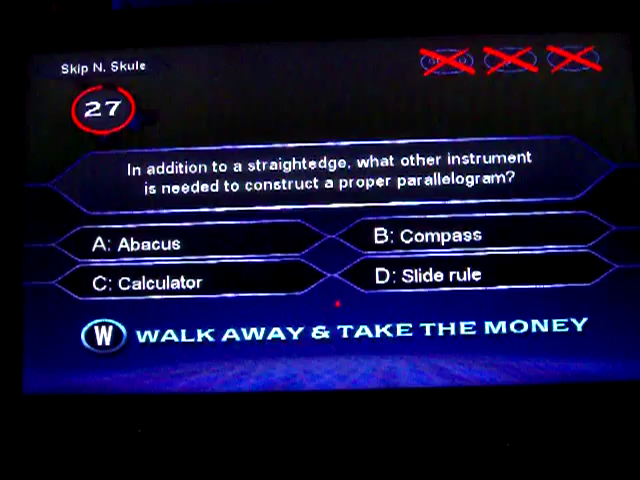 Skip N. Skule
27
In addition to a straightedge, what other instrument
is needed to construct a proper parallelogram?
A: Abacus
B: Compass
C: Calculator
D: Slide rule
W WALK AWAY & TAKE THE MONEY